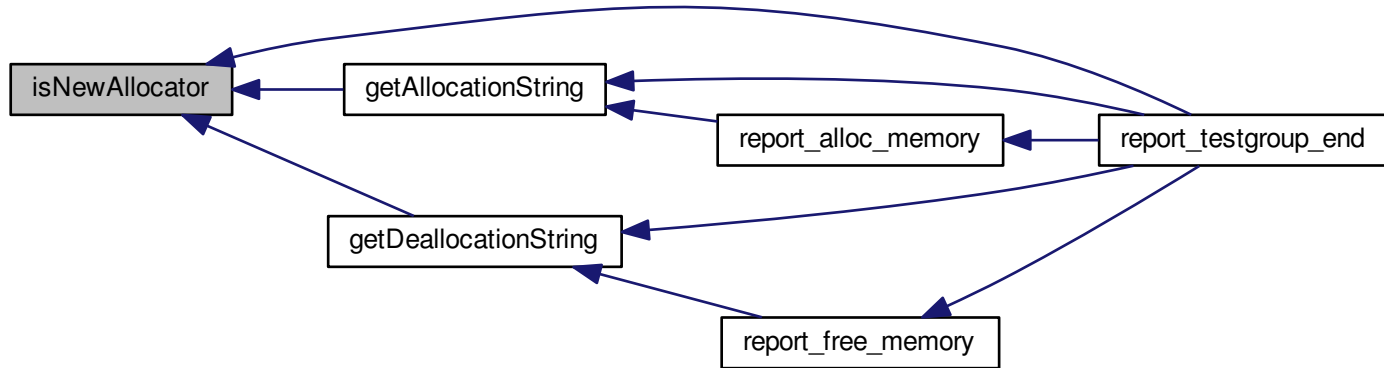 isNewAllocator
getAllocationString
report_alloc_memory
report_testgroup_end
getDeallocationString
report_free_memory